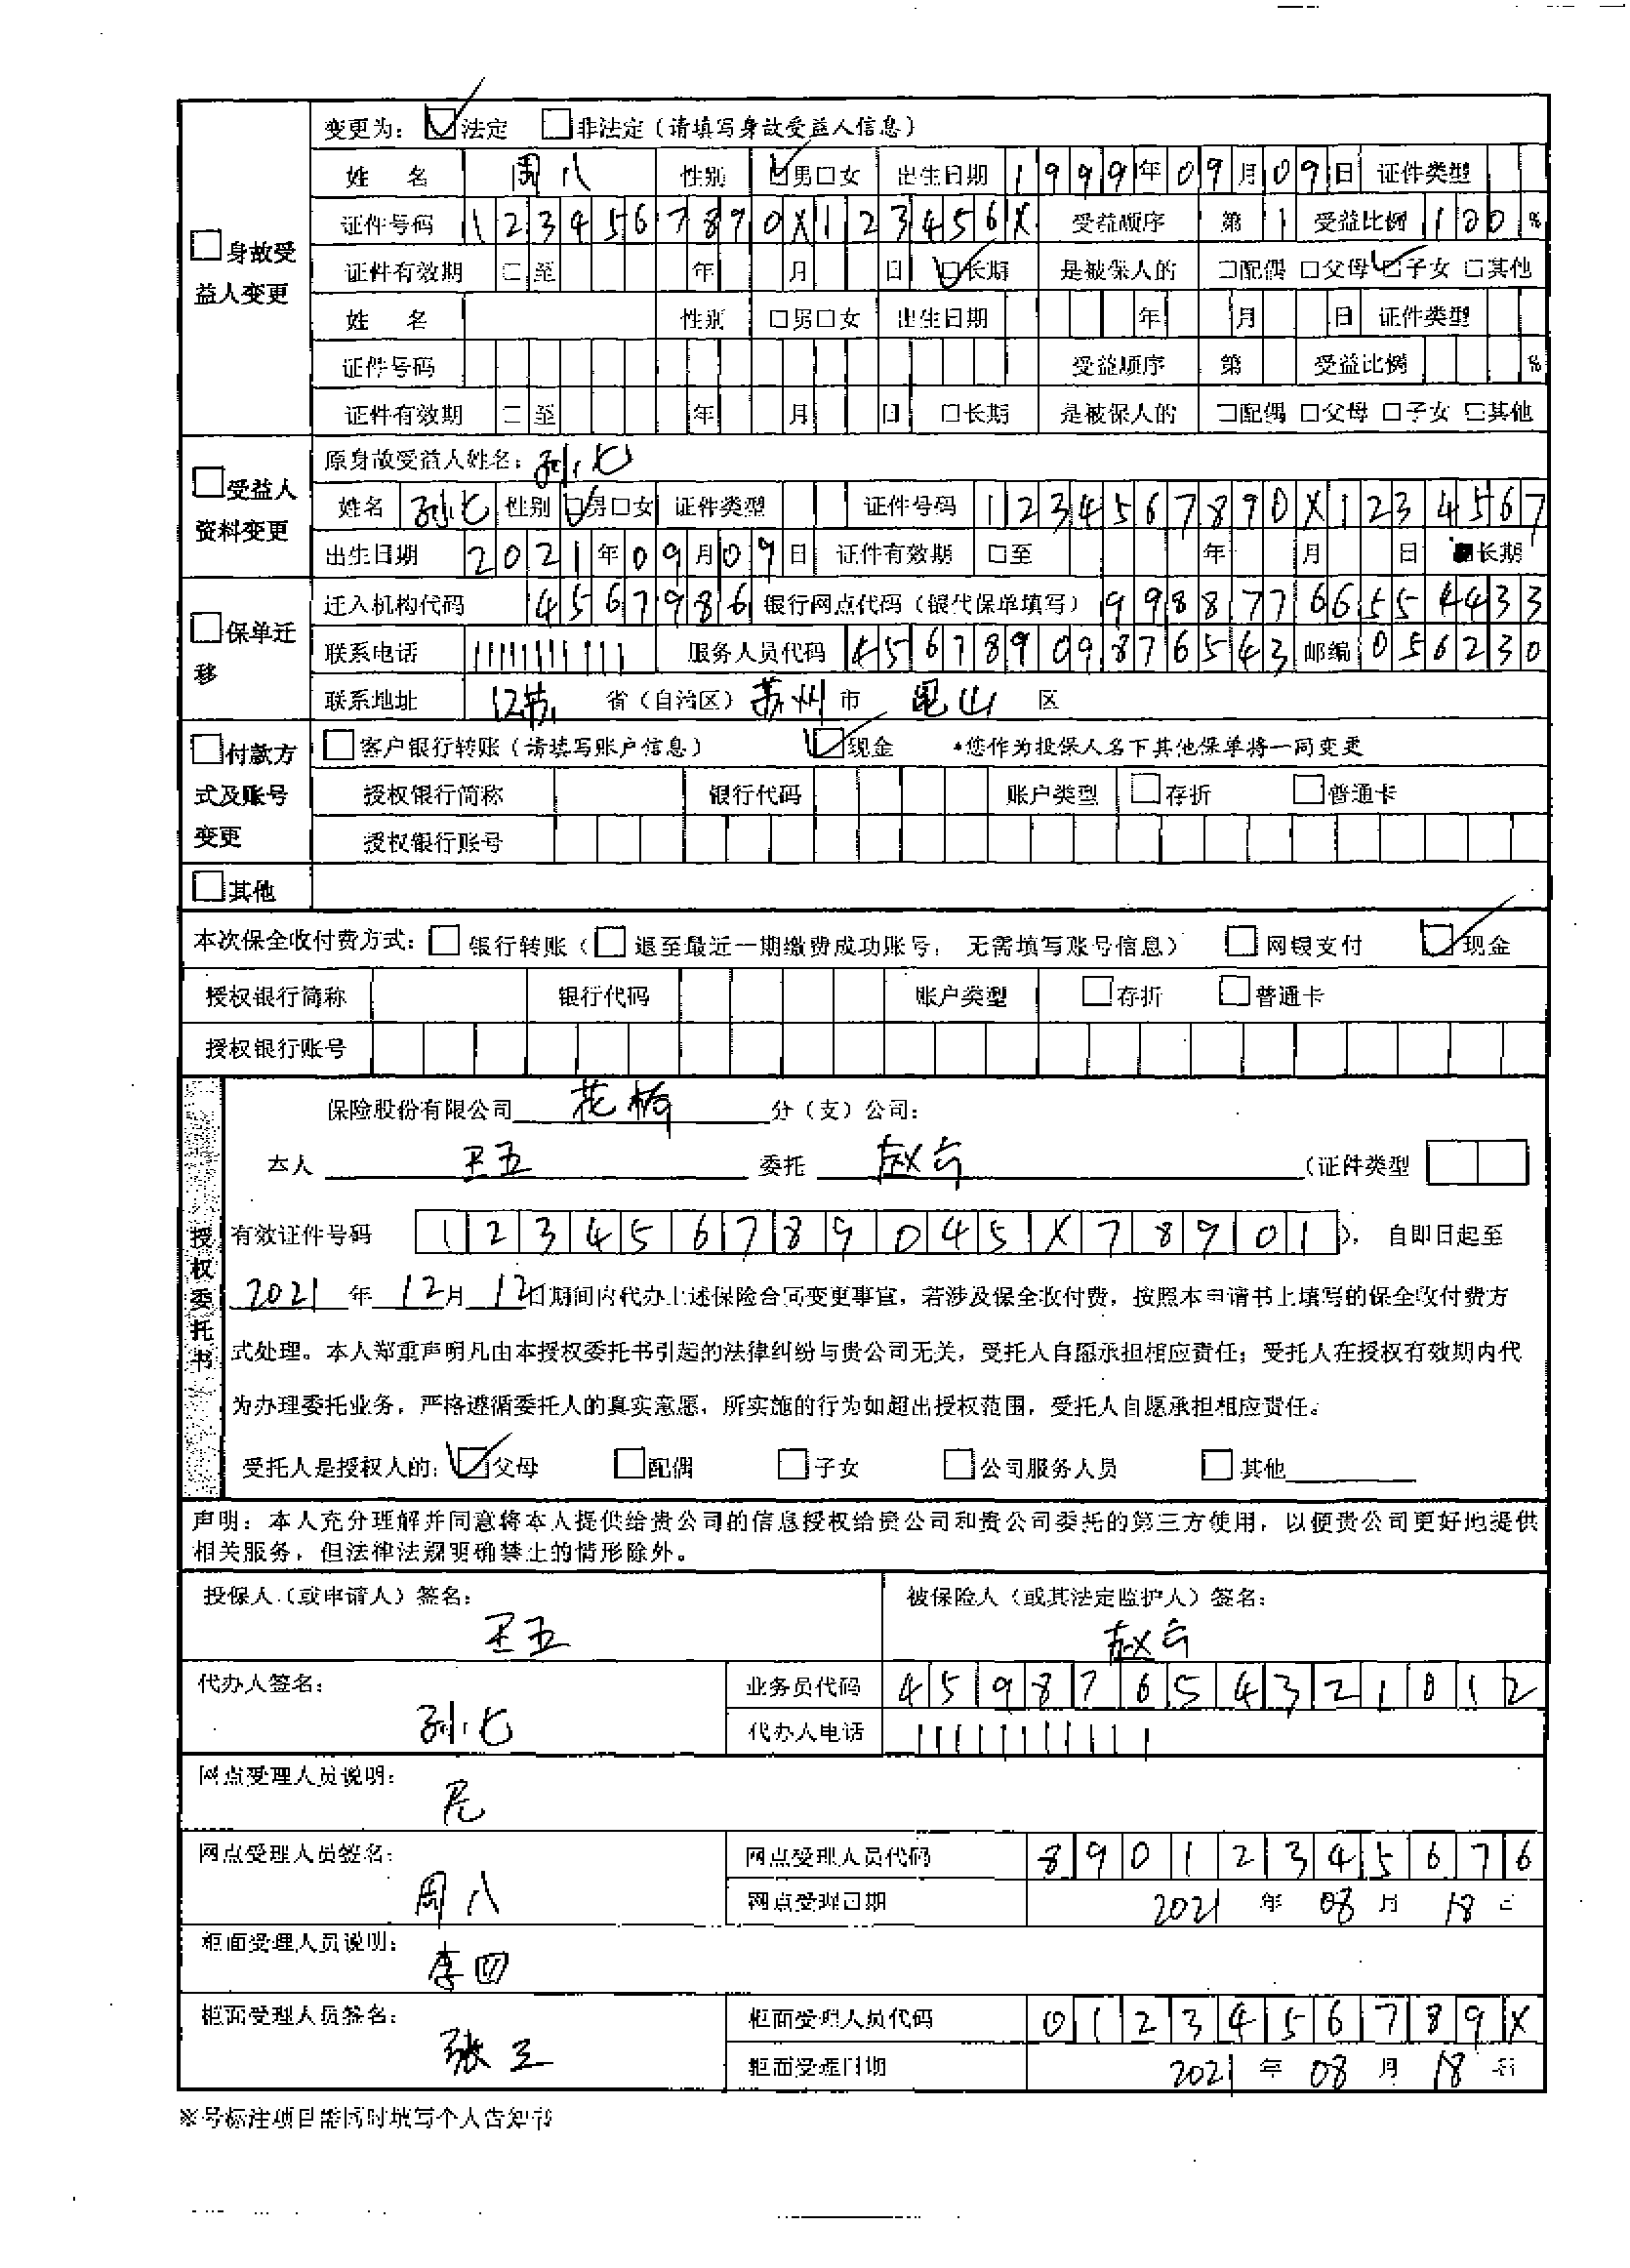 变更为: ☑法定 □非法定（请填写身故受益人信息）
□身故受益人变更
姓 名 周八 性别 ☑男□女 出生日期 1999年09月09日 证件类型
证件号码 1234567890X123456X 受益顺序 第1 受益比例 100%
证件有效期 □至 年 月 日 ☑长期 是被保人的 □配偶 □父母 ☑子女 □其他
姓 名 性别 □男□女 出生日期 年 月 日 证件类型
证件号码 受益顺序 第 受益比例 %
证件有效期 □至 年 月 日 □长期 是被保人的 □配偶 □父母 □子女 □其他
□受益人资料变更
原身故受益人姓名: 孙七
姓名 孙七 性别 ☑男□女 证件类型 证件号码 1234567890X1234567
出生日期 2021年09月09日 证件有效期 □至 年 月 日 ■长期
□保单迁移
迁入机构代码 4567986 银行网点代码（银代保单填写） 99887766554433
联系电话 11111111111 服务人员代码 45678909876543 邮编 056230
联系地址 江苏 省（自治区） 苏州 市 昆山 区
□付款方式及账号变更
□客户银行转账（请填写账户信息） ☑现金 *您作为投保人名下其他保单将一同变更
授权银行简称 银行代码 账户类型 □存折 □普通卡
授权银行账号
□其他
本次保全收付费方式: □ 银行转账（□ 退至最近一期缴费成功账号， 无需填写账号信息） □ 网银支付 ☑现金
授权银行简称 银行代码 账户类型 □存折 □普通卡
授权银行账号
授权委托书
保险股份有限公司 花桥 分（支）公司:
本人 王五 委托 赵六 （证件类型
有效证件号码 123456789045X78901 ）， 自即日起至
2021 年 12月 12日期间内代办上述保险合同变更事宜，若涉及保全收付费，按照本申请书上填写的保全收付费方
式处理。本人郑重声明凡由本授权委托书引起的法律纠纷与贵公司无关，受托人自愿承担相应责任；受托人在授权有效期内代
为办理委托业务，严格遵循委托人的真实意愿，所实施的行为如超出授权范围，受托人自愿承担相应责任。
受托人是授权人的: ☑父母 □配偶 □子女 □公司服务人员 □其他
声明: 本人充分理解并同意将本人提供给贵公司的信息授权给贵公司和贵公司委托的第三方使用，以便贵公司更好地提供
相关服务，但法律法规明确禁止的情形除外。
投保人（或申请人）签名: 王五 被保险人（或其法定监护人）签名: 赵六
代办人签名: 孙七 业务员代码 45987654321012
代办人电话 11111111111
网点受理人员说明: 无
网点受理人员签名: 周八 网点受理人员代码 89012345676
网点受理日期 2021 年 08 月 18 日
柜面受理人员说明: 李四
柜面受理人员签名: 张三 柜面受理人员代码 0123456789X
柜面受理日期 2021 年 08 月 18 日
※号标注项目需同时填写个人告知书